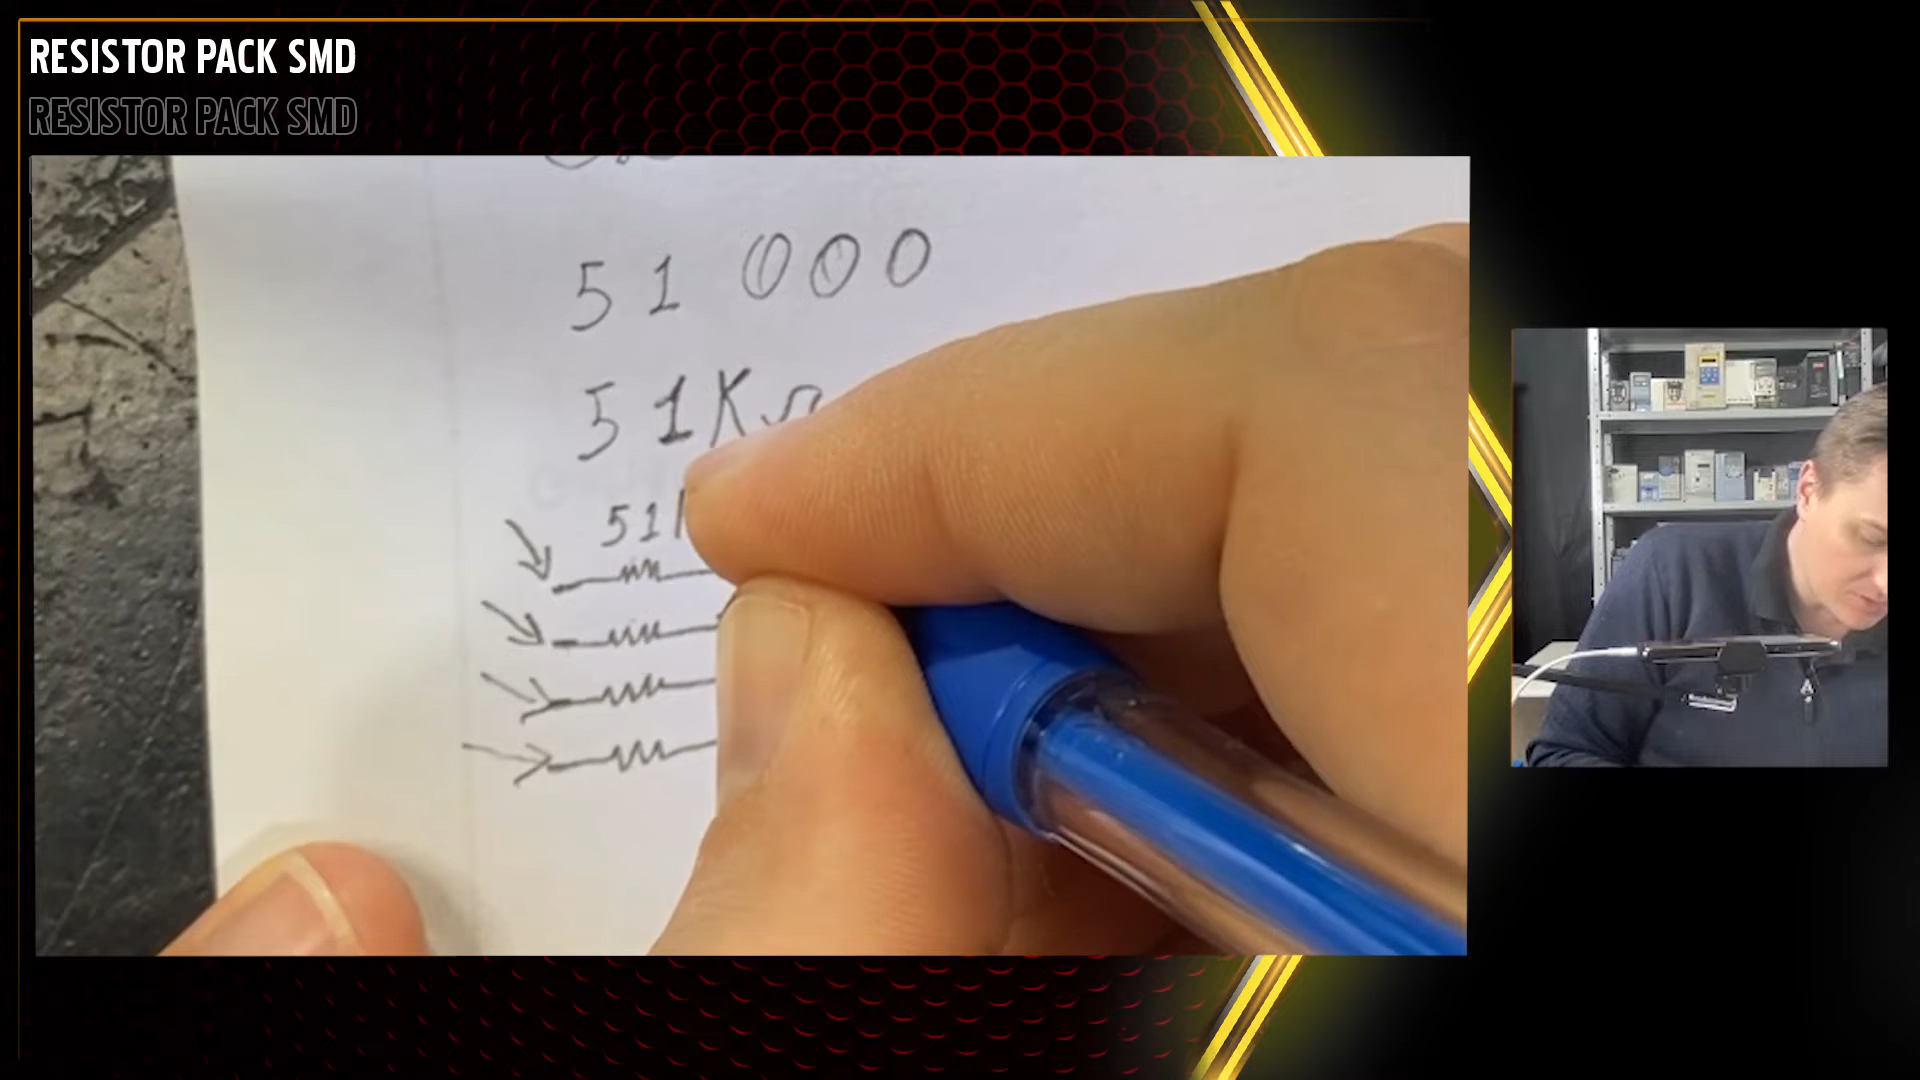 RESISTOR PACK SMD
RESISTOR PACK SMD
51 000
51KΩ
51